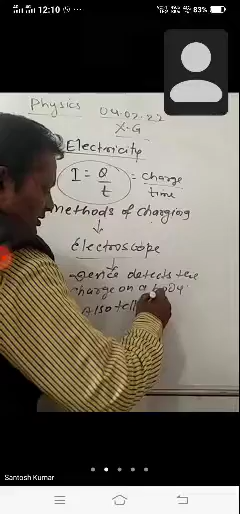 12:10
83%
Physics 04.02.22
X-G
Electricity
I = Q/t = charge/time
Methods of charging
Electroscope
detects the
charge on a body
Also tell
Santosh Kumar